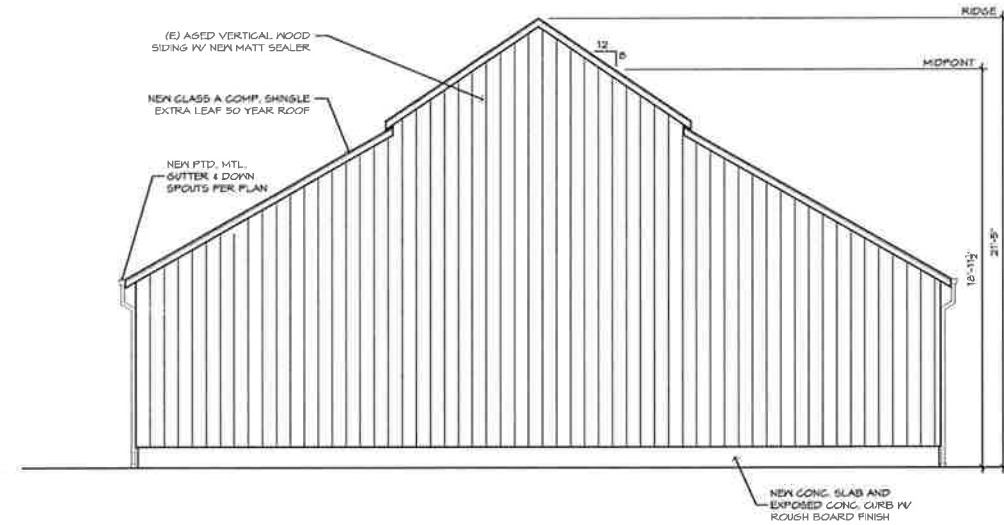 RIDGE
(E) AGED VERTICAL WOOD
SIDING W/ NEW MATT SEALER
12
8
MIDPOINT
NEW CLASS A COMP. SHINGLE
EXTRA LEAF 50 YEAR ROOF
NEW PTD. MTL.
GUTTER & DOWN
SPOUTS PER PLAN
18'-11½"
21'-5"
NEW CONC. SLAB AND
EXPOSED CONC. CURB W/
ROUGH BOARD FINISH